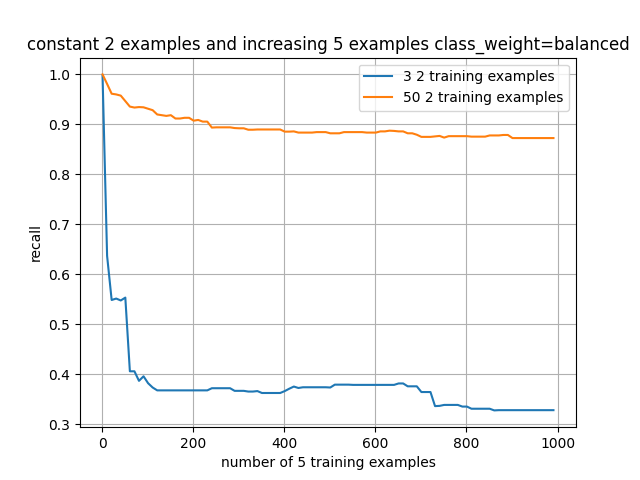 constant 2 examples and increasing 5 examples class_weight=balanced
3 2 training examples
50 2 training examples
recall
1.0
0.9
0.8
0.7
0.6
0.5
0.4
0.3
0 200 400 600 800 1000
number of 5 training examples